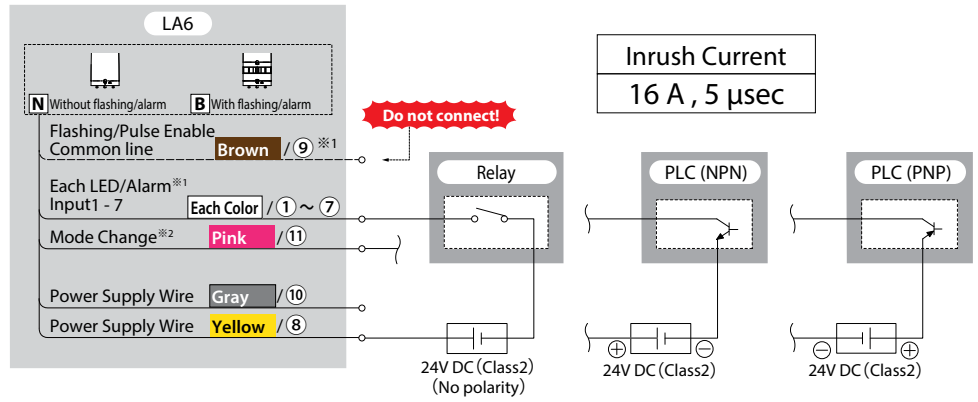 LA6
N Without flashing/alarm
B With flashing/alarm
Inrush Current
16 A , 5 μsec
Do not connect!
Flashing/Pulse Enable
Common line Brown / ⑨ ※1
Relay
PLC (NPN)
PLC (PNP)
Each LED/Alarm※1
Input1 - 7 Each Color / ① ~ ⑦
Mode Change※2 Pink / ⑪
Power Supply Wire Gray / ⑩
Power Supply Wire Yellow / ⑧
24V DC (Class2)
(No polarity)
⊕ ⊖
24V DC (Class2)
⊖ ⊕
24V DC (Class2)